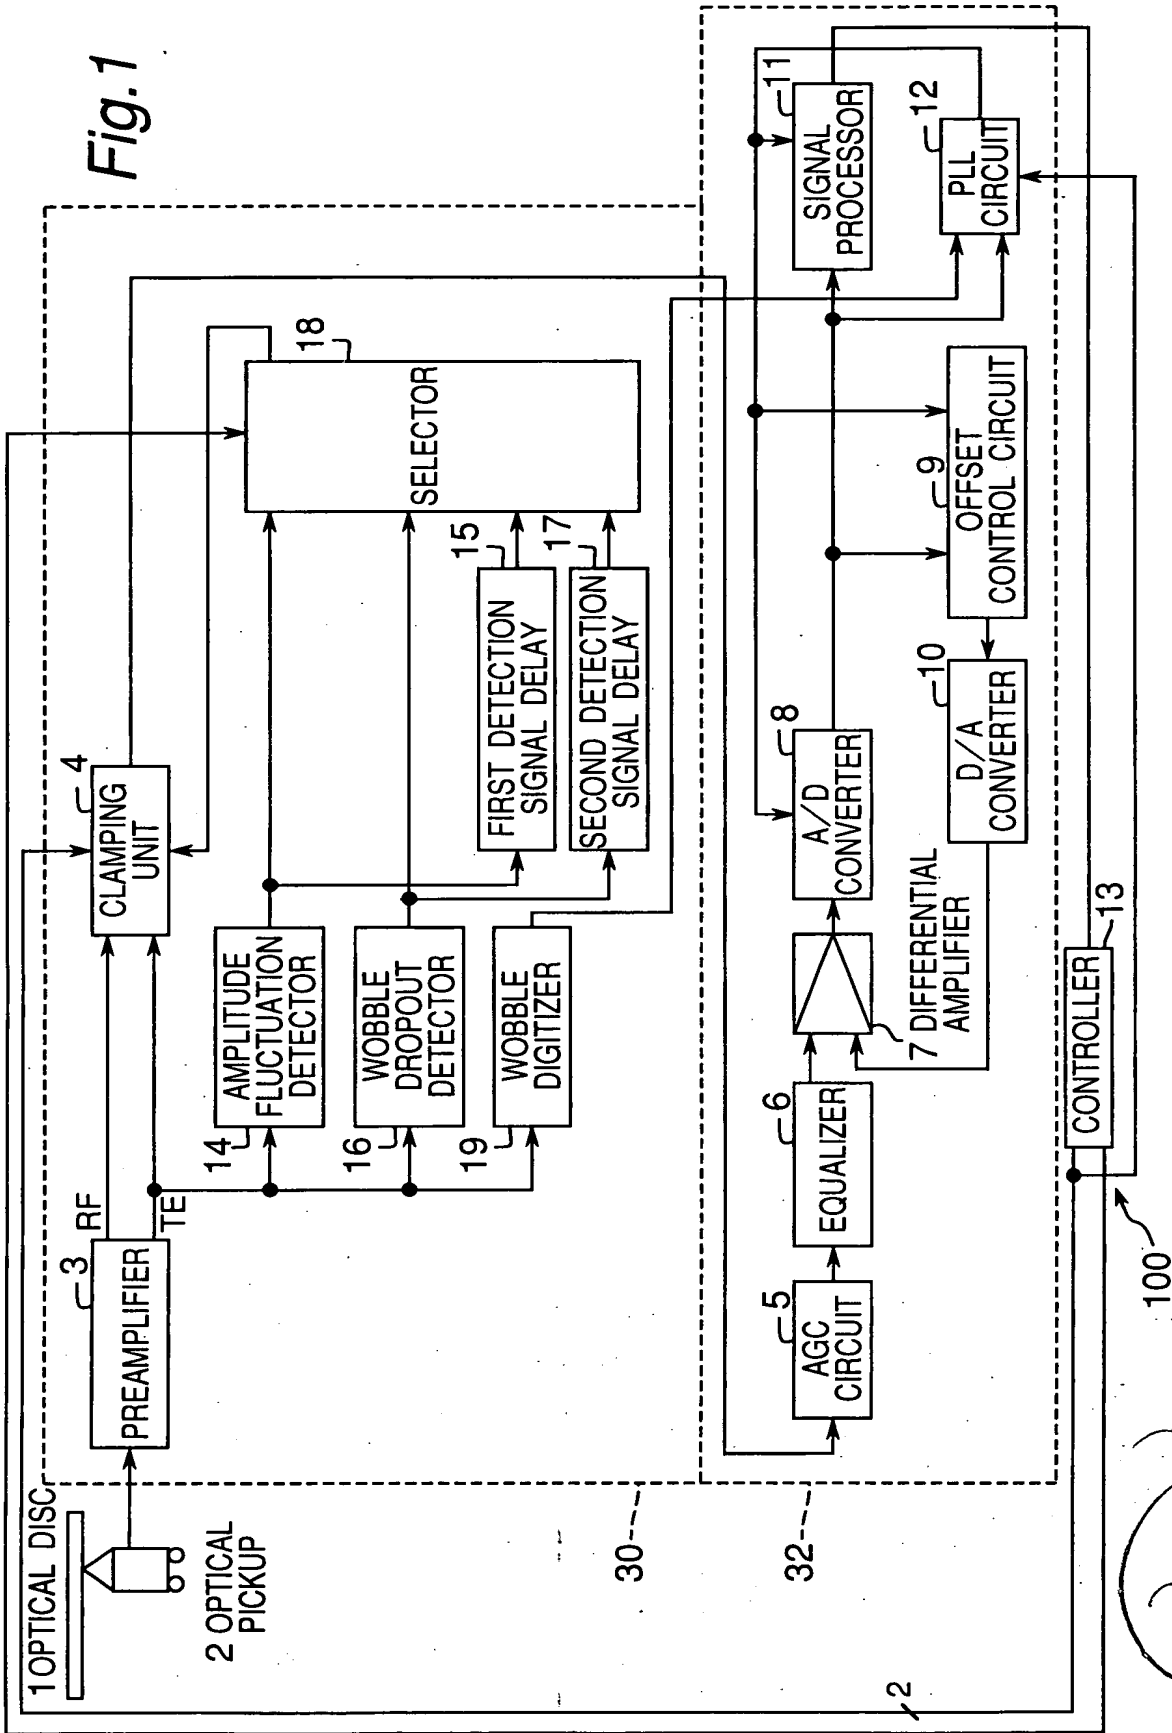 Fig.1
1 OPTICAL DISC
2 OPTICAL
PICKUP
3
PREAMPLIFIER
RF
TE
4
CLAMPING
UNIT
14
AMPLITUDE
FLUCTUATION
DETECTOR
16
WOBBLE
DROPOUT
DETECTOR
19
WOBBLE
DIGITIZER
15
FIRST DETECTION
SIGNAL DELAY
17
SECOND DETECTION
SIGNAL DELAY
18
SELECTOR
30
32
5
AGC
CIRCUIT
6
EQUALIZER
7 DIFFERENTIAL
AMPLIFIER
8
A/D
CONVERTER
9
OFFSET
CONTROL CIRCUIT
10
D/A
CONVERTER
11
SIGNAL
PROCESSOR
12
PLL
CIRCUIT
13
CONTROLLER
100
2